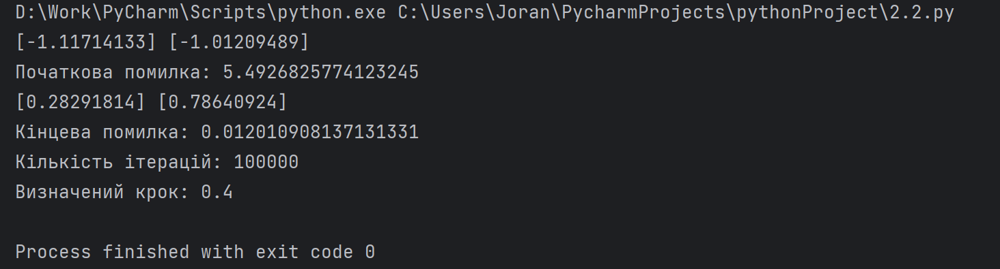 D:\Work\PyCharm\Scripts\python.exe C:\Users\Joran\PycharmProjects\pythonProject\2.2.py
[-1.11714133] [-1.01209489]
Початкова помилка: 5.4926825774123245
[0.28291814] [0.78640924]
Кінцева помилка: 0.012010908137131331
Кількість ітерацій: 100000
Визначений крок: 0.4
Process finished with exit code 0